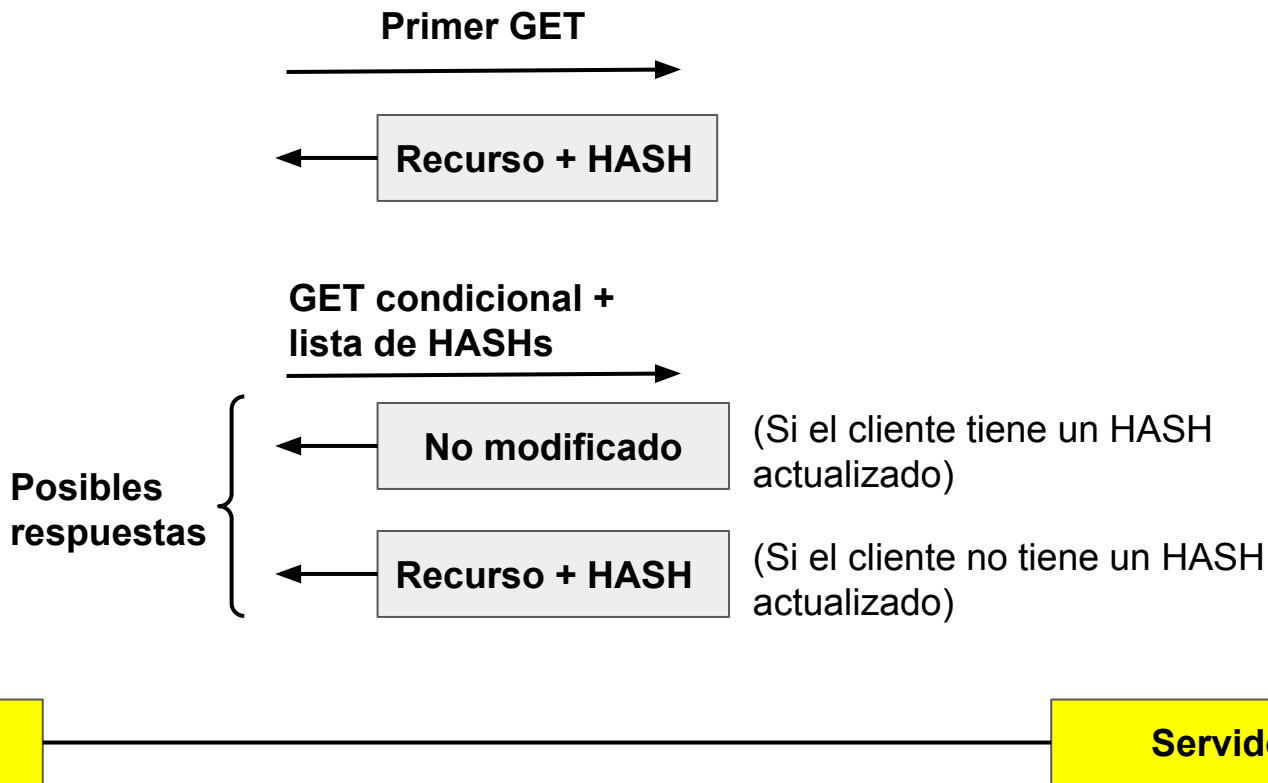 Primer GET
Recurso + HASH
GET condicional +
lista de HASHs
No modificado
(Si el cliente tiene un HASH
actualizado)
Posibles
respuestas
Recurso + HASH
(Si el cliente no tiene un HASH
actualizado)